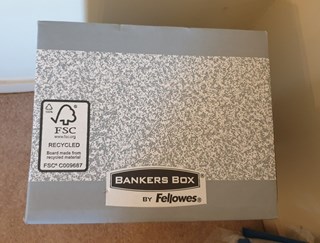 FSC
www.fsc.org
RECYCLED
Board made from
recycled material
FSC® C009687
BANKERS BOX®
BY Fellowes®